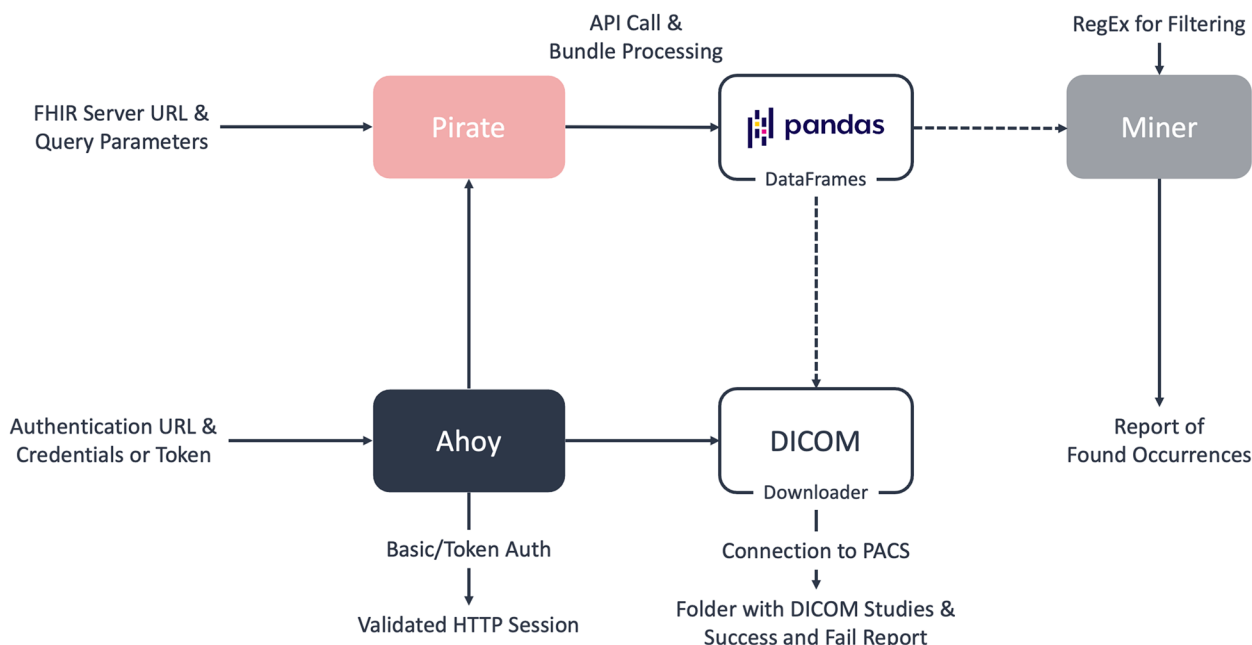 API Call &
Bundle Processing
RegEx for Filtering
FHIR Server URL &
Query Parameters
Pirate
pandas
DataFrames
Miner
Authentication URL &
Credentials or Token
Ahoy
DICOM
Downloader
Report of
Found Occurrences
Basic/Token Auth
Validated HTTP Session
Connection to PACS
Folder with DICOM Studies &
Success and Fail Report